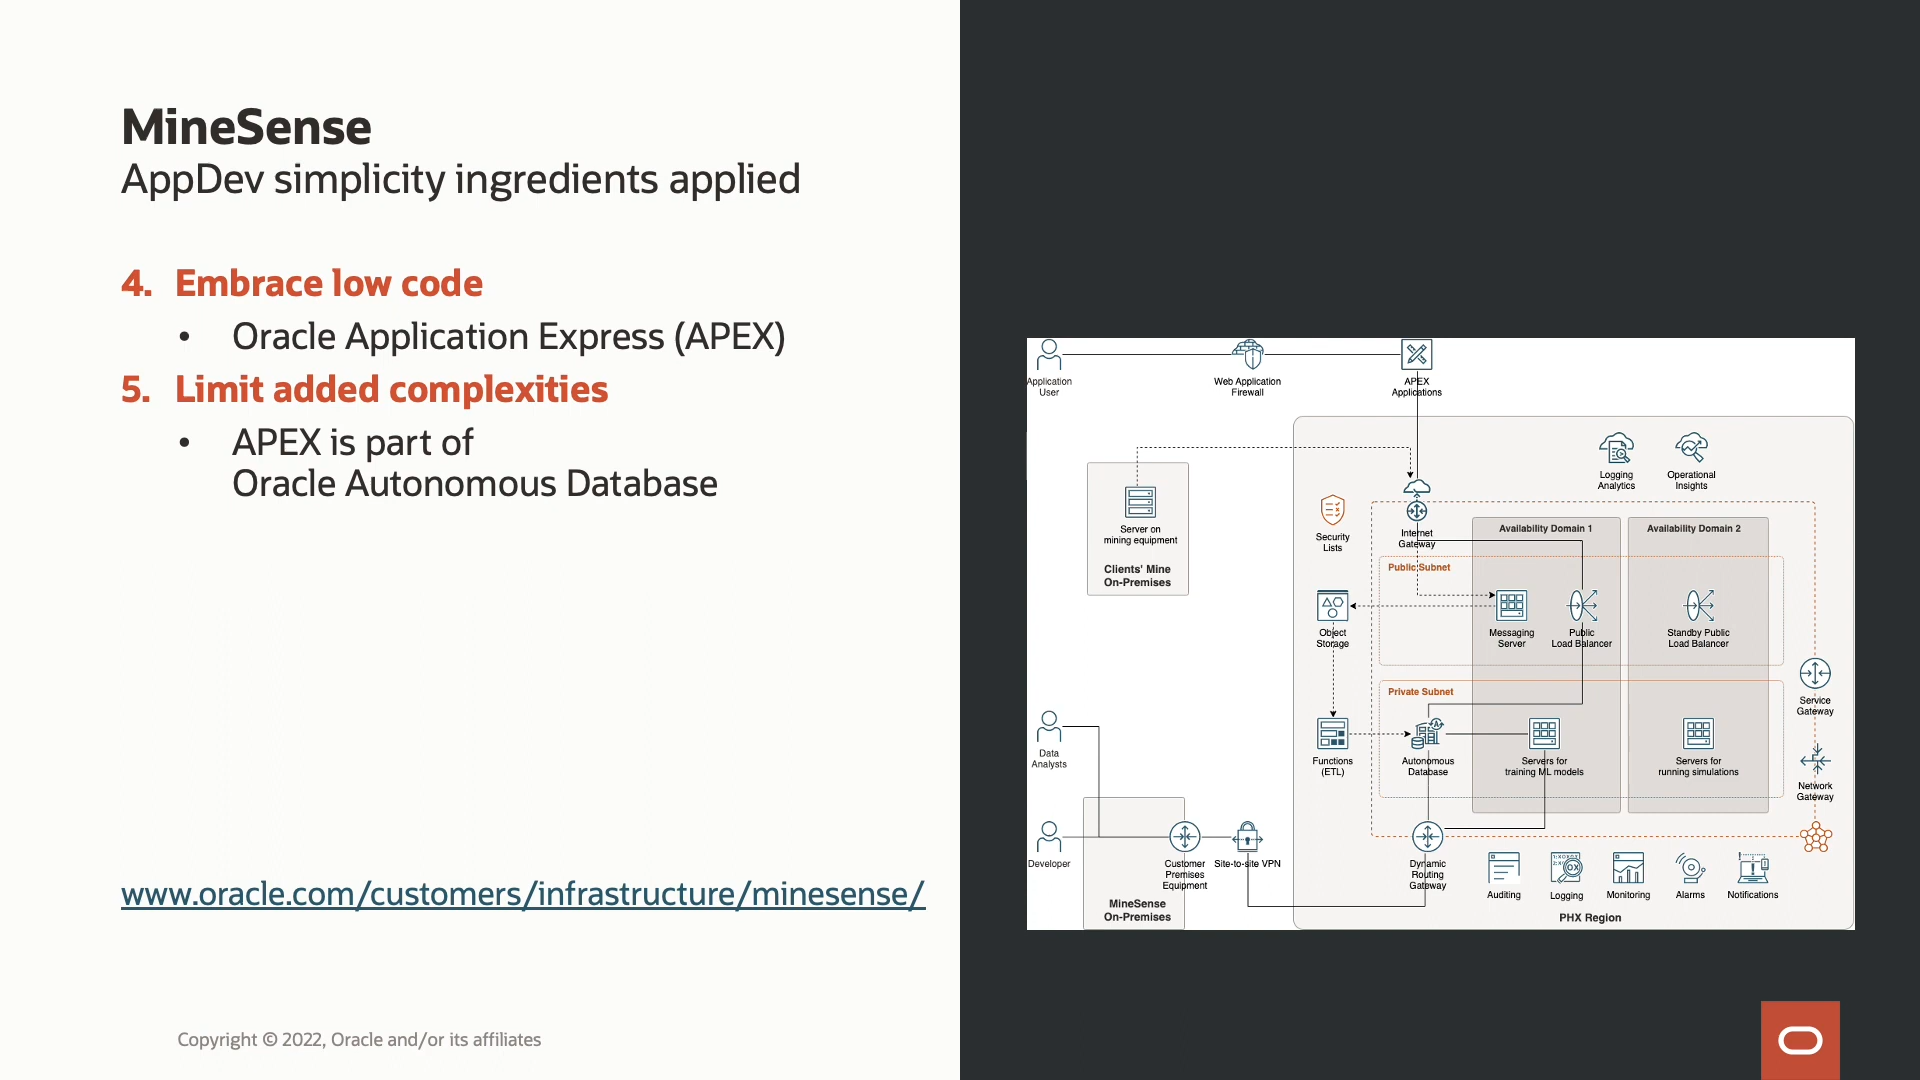 MineSense
AppDev simplicity ingredients applied
4. Embrace low code
• Oracle Application Express (APEX)
5. Limit added complexities
• APEX is part of
Oracle Autonomous Database
www.oracle.com/customers/infrastructure/minesense/
Copyright © 2022, Oracle and/or its affiliates
Application
User
Web Application
Firewall
APEX
Applications
Logging
Analytics
Operational
Insights
Server on
mining equipment
Clients' Mine
On-Premises
Security
Lists
Internet
Gateway
Availability Domain 1
Availability Domain 2
Public Subnet
Object
Storage
Messaging
Server
Public
Load Balancer
Standby Public
Load Balancer
Service
Gateway
Private Subnet
Data
Analysts
Functions
(ETL)
Autonomous
Database
Servers for
training ML models
Servers for
running simulations
Network
Gateway
Developer
Customer
Premises
Equipment
Site-to-site VPN
MineSense
On-Premises
Dynamic
Routing
Gateway
Auditing
Logging
Monitoring
Alarms
Notifications
PHX Region